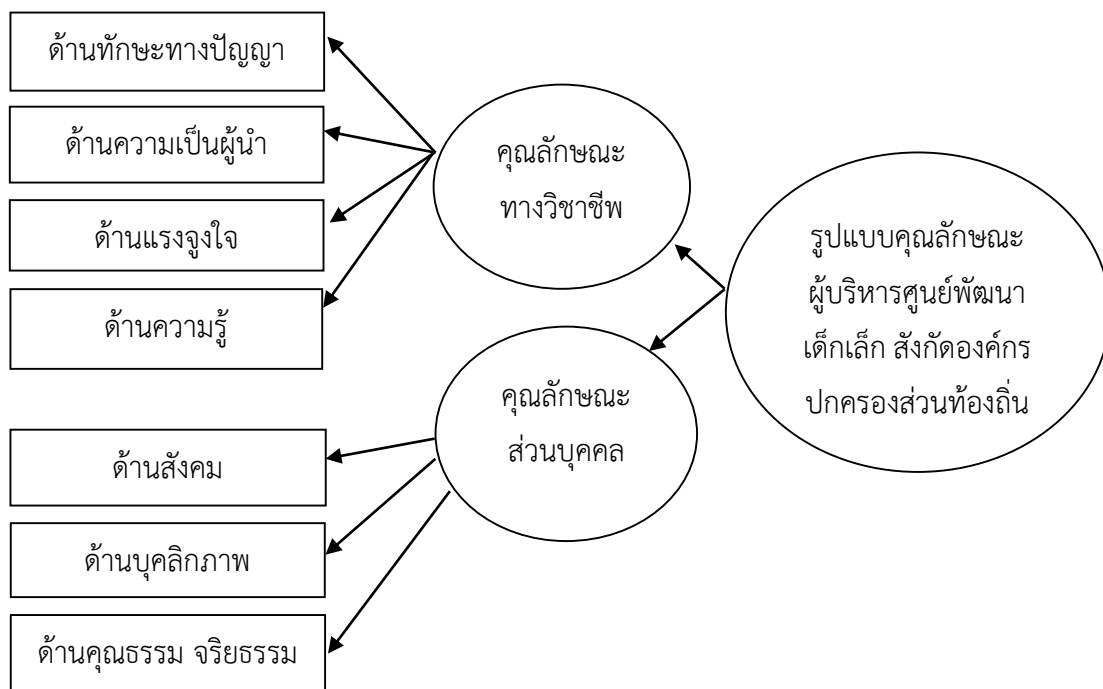 ด้านทักษะทางปัญญา
ด้านความเป็นผู้นำ
ด้านแรงจูงใจ
ด้านความรู้
ด้านสังคม
ด้านบุคลิกภาพ
ด้านคุณธรรม จริยธรรม
คุณลักษณะ
ทางวิชาชีพ
คุณลักษณะ
ส่วนบุคคล
รูปแบบคุณลักษณะ
ผู้บริหารศูนย์พัฒนา
เด็กเล็ก สังกัดองค์กร
ปกครองส่วนท้องถิ่น